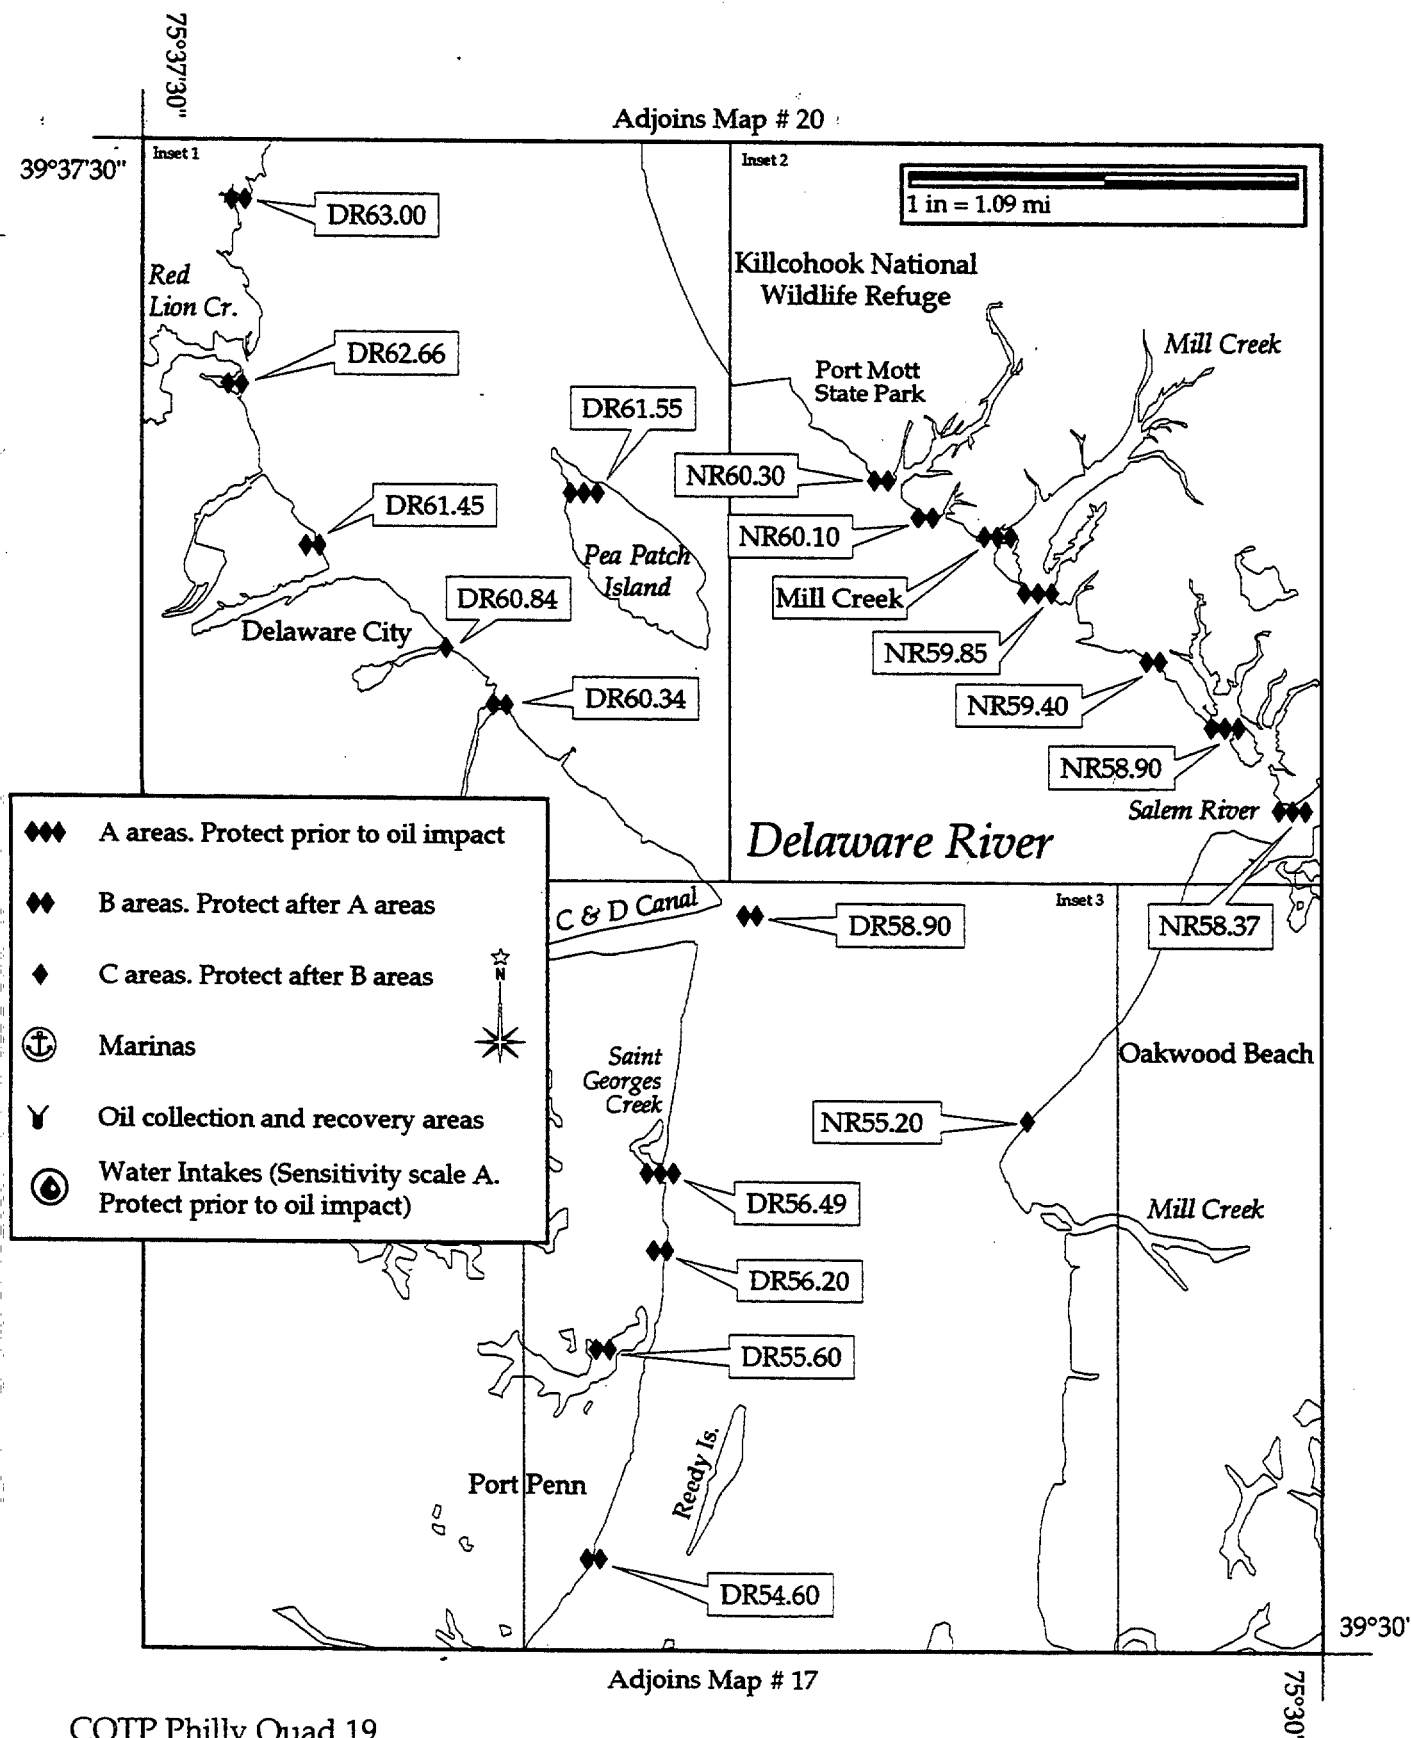 75°37'30"
Adjoins Map # 20
39°37'30"
Inset 1
Inset 2
1 in = 1.09 mi
DR63.00
Killcohook National
Wildlife Refuge
Red
Lion Cr.
DR62.66
Mill Creek
Port Mott
State Park
DR61.55
NR60.30
DR61.45
NR60.10
Pea Patch
Island
DR60.84
Mill Creek
Delaware City
NR59.85
DR60.34
NR59.40
NR58.90
Salem River
Delaware River
A areas. Protect prior to oil impact
B areas. Protect after A areas
C areas. Protect after B areas
N
Marinas
Oil collection and recovery areas
Water Intakes (Sensitivity scale A.
Protect prior to oil impact)
C & D Canal
Inset 3
DR58.90
NR58.37
Saint
Georges
Creek
Oakwood Beach
NR55.20
DR56.49
Mill Creek
DR56.20
DR55.60
Reedy Is.
Port Penn
DR54.60
39°30'
Adjoins Map # 17
75°30'
COTP Philly Quad 19